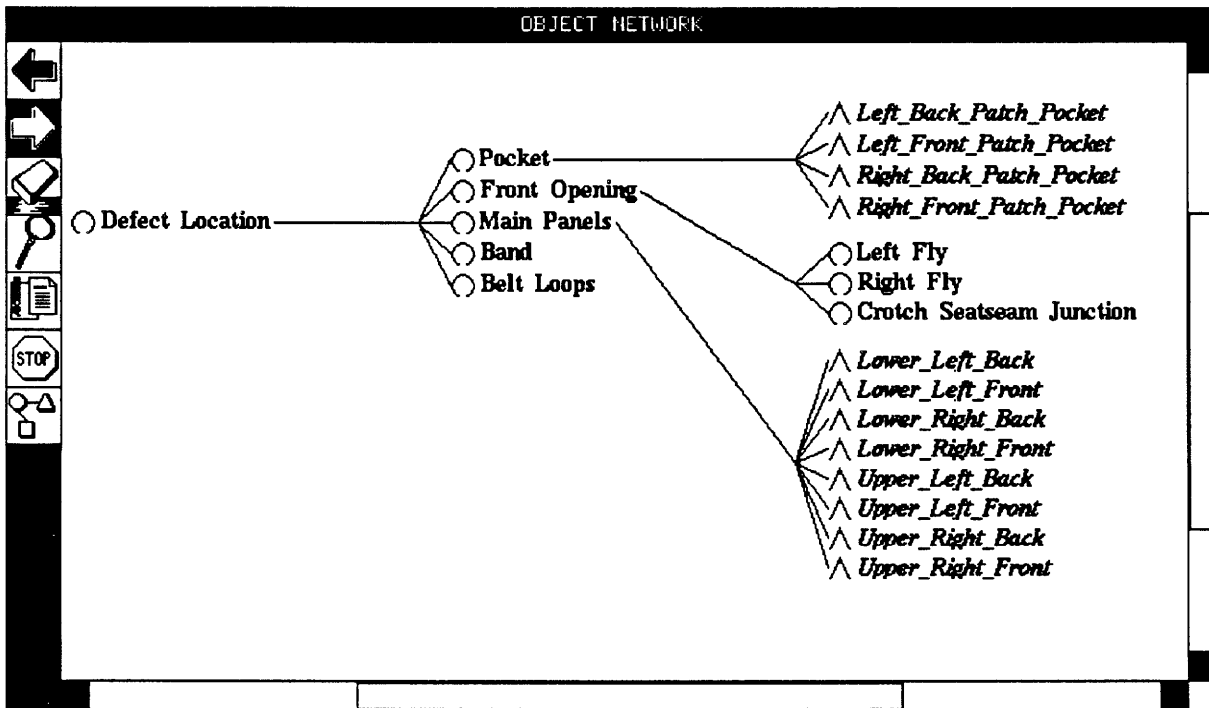 OBJECT NETWORK
Left_Back_Patch_Pocket
Left_Front_Patch_Pocket
Pocket
Right_Back_Patch_Pocket
Front Opening
Right_Front_Patch_Pocket
Defect Location
Main Panels
Band
Left Fly
Belt Loops
Right Fly
Crotch Seatseam Junction
STOP
Lower_Left_Back
Lower_Left_Front
Lower_Right_Back
Lower_Right_Front
Upper_Left_Back
Upper_Left_Front
Upper_Right_Back
Upper_Right_Front